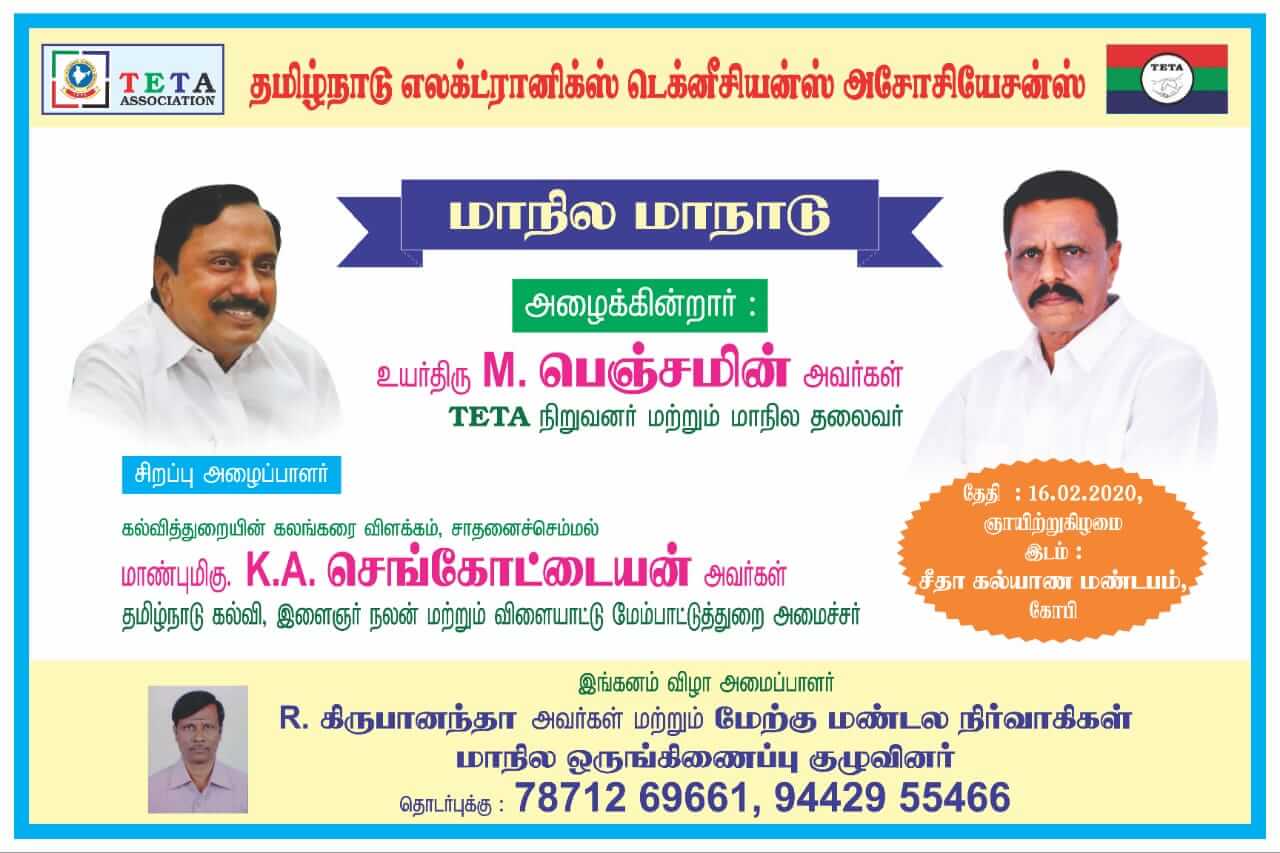 TETA
ASSOCIATION
தமிழ்நாடு எலக்ட்ரானிக்ஸ் டெக்னீசியன்ஸ் அசோசியேசன்ஸ்
TETA
மாநில மாநாடு
அழைக்கின்றார் :
உயர்திரு M. பெஞ்சமின் அவர்கள்
TETA நிறுவனர் மற்றும் மாநில தலைவர்
சிறப்பு அழைப்பாளர்
கல்வித்துறையின் கலங்கரை விளக்கம், சாதனைச்செம்மல்
மாண்புமிகு. K.A. செங்கோட்டையன் அவர்கள்
தமிழ்நாடு கல்வி, இளைஞர் நலன் மற்றும் விளையாட்டு மேம்பாட்டுத்துறை அமைச்சர்
தேதி : 16.02.2020,
ஞாயிற்றுகிழமை
இடம் :
சீதா கல்யாண மண்டபம்,
கோபி
இங்கனம் விழா அமைப்பாளர்
R. கிருபானந்தா அவர்கள் மற்றும் மேற்கு மண்டல நிர்வாகிகள்
மாநில ஒருங்கிணைப்பு குழுவினர்
தொடர்புக்கு : 78712 69661, 94429 55466